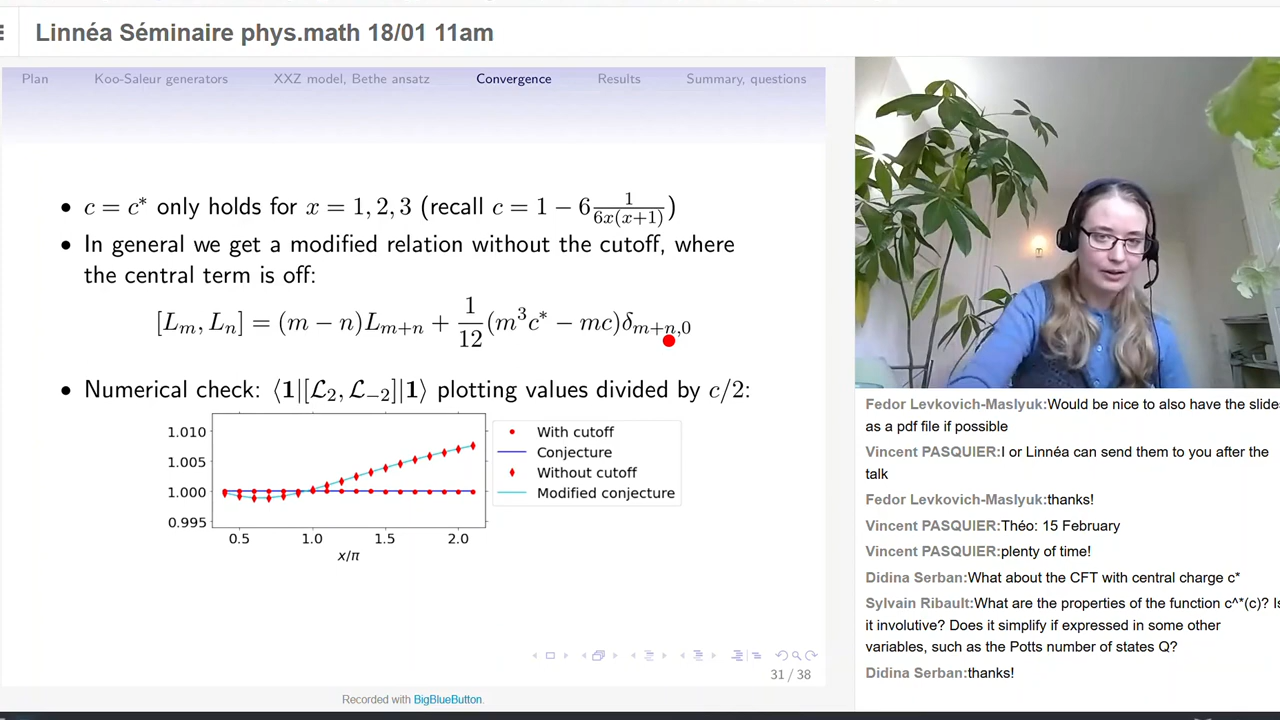 Linnéa Séminaire phys.math 18/01 11am
Plan Koo-Saleur generators XXZ model, Bethe ansatz Convergence Results Summary, questions
• c = c* only holds for x = 1, 2, 3 (recall c = 1 − 6 1/6x(x+1))
• In general we get a modified relation without the cutoff, where
the central term is off:
[L_m, L_n] = (m − n)L_{m+n} + 1/12 (m³c* − mc)δ_{m+n,0}
• Numerical check: ⟨1|[ℒ₂, ℒ₋₂]|1⟩ plotting values divided by c/2:
1.010
1.005
1.000
0.995
0.5 1.0 1.5 2.0
x/π
With cutoff
Conjecture
Without cutoff
Modified conjecture
31 / 38
Recorded with BigBlueButton.
Fedor Levkovich-Maslyuk:Would be nice to also have the slide
as a pdf file if possible
Vincent PASQUIER:I or Linnéa can send them to you after the
talk
Fedor Levkovich-Maslyuk:thanks!
Vincent PASQUIER:Théo: 15 February
Vincent PASQUIER:plenty of time!
Didina Serban:What about the CFT with central charge c*
Sylvain Ribault:What are the properties of the function c^*(c)? Is
it involutive? Does it simplify if expressed in some other
variables, such as the Potts number of states Q?
Didina Serban:thanks!